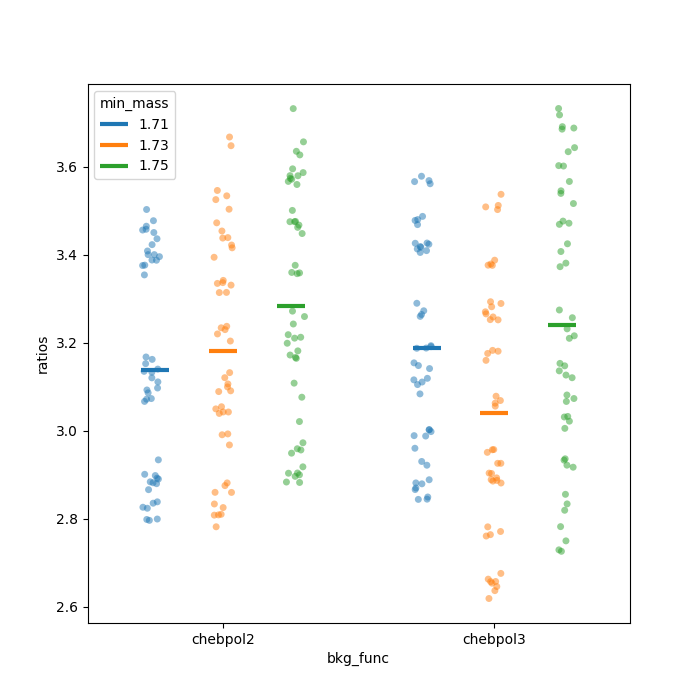 min_mass
1.71
1.73
1.75
3.6
3.4
3.2
3.0
2.8
2.6
ratios
chebpol2
chebpol3
bkg_func